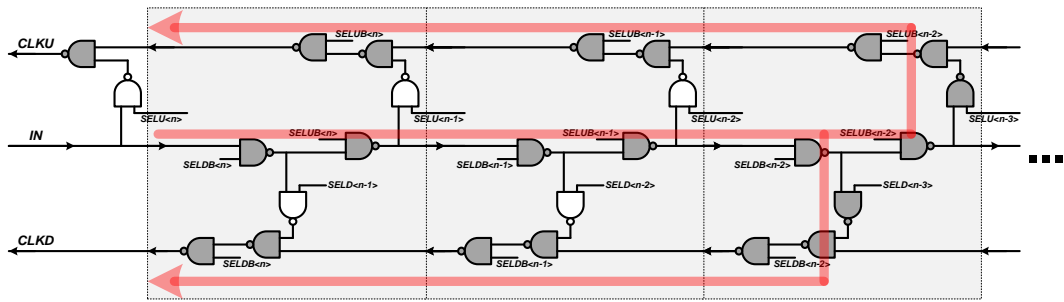 CLKU
SELUB<n>
SELUB<n-1>
SELUB<n-2>
SELU<n>
SELU<n-1>
SELU<n-2>
SELU<n-3>
IN
SELUB<n>
SELUB<n-1>
SELUB<n-2>
SELDB<n>
SELDB<n-1>
SELDB<n-2>
SELD<n-1>
SELD<n-2>
SELD<n-3>
CLKD
SELDB<n>
SELDB<n-1>
SELDB<n-2>